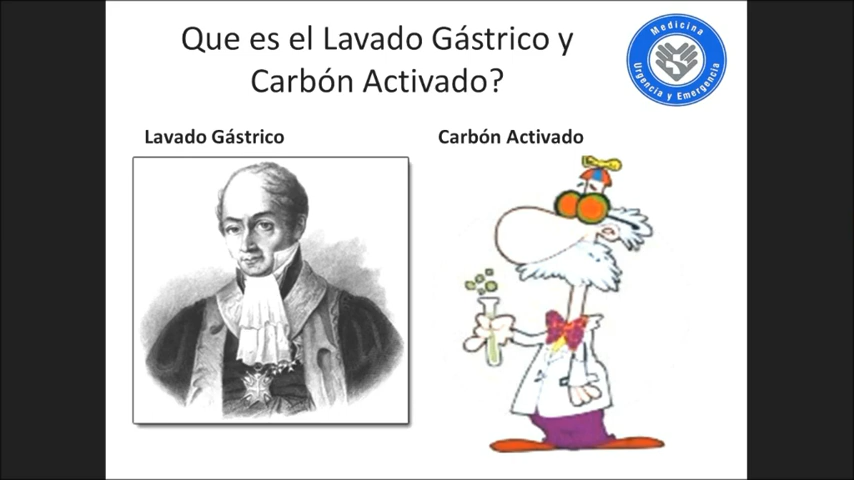 Que es el Lavado Gástrico y
Carbón Activado?
Medicina
Urgencia y Emergencia
Lavado Gástrico
Carbón Activado